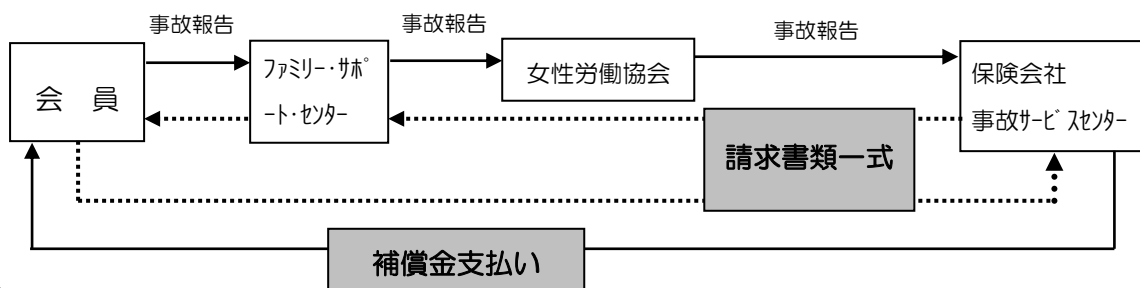 事故報告
事故報告
事故報告
会 員
ﾌｧﾐﾘｰ･ｻﾎﾟ
ｰﾄ･ｾﾝﾀｰ
女性労働協会
保険会社
事故ｻｰﾋﾞｽｾﾝﾀｰ
請求書類一式
補償金支払い